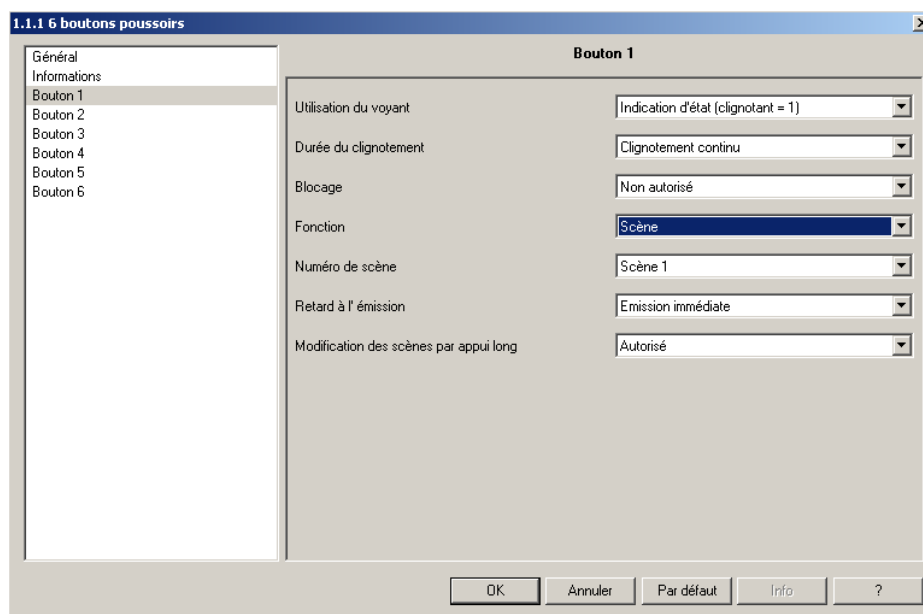 1.1.1 6 boutons poussoirs
Général
Informations
Bouton 1
Bouton 2
Bouton 3
Bouton 4
Bouton 5
Bouton 6
Bouton 1
Utilisation du voyant Indication d'état (clignotant = 1)
Durée du clignotement Clignotement continu
Blocage Non autorisé
Fonction Scène
Numéro de scène Scène 1
Retard à l' émission Emission immédiate
Modification des scènes par appui long Autorisé
OK Annuler Par défaut Info ?